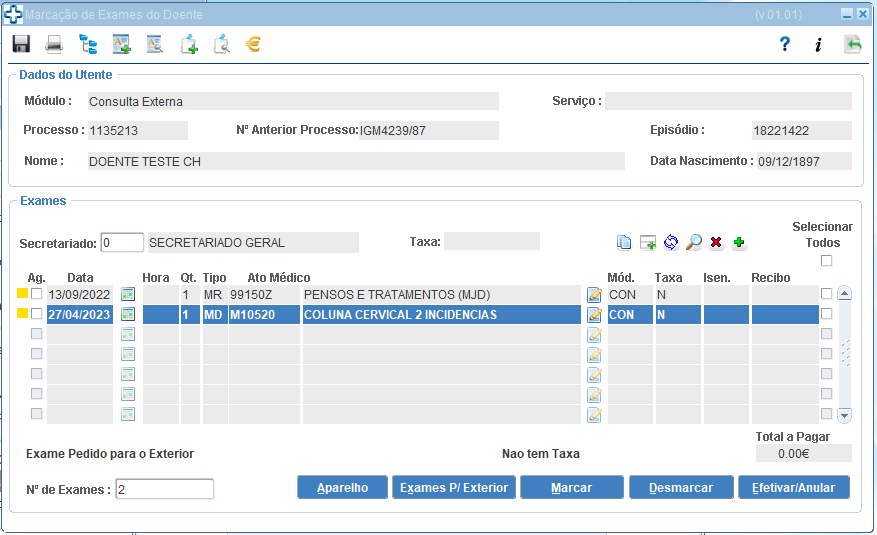 Marcação de Exames do Doente (v 01.01)
? i
Dados do Utente
Módulo : Consulta Externa Serviço :
Processo : 1135213 Nº Anterior Processo: IGM4239/87 Episódio : 18221422
Nome : DOENTE TESTE CH Data Nascimento : 09/12/1897
Exames
Secretariado: 0 SECRETARIADO GERAL Taxa: Selecionar
Todos
Ag. Data Hora Qt. Tipo Ato Médico Mód. Taxa Isen. Recibo
13/09/2022 1 MR 99150Z PENSOS E TRATAMENTOS (MJD) CON N
27/04/2023 1 MD M10520 COLUNA CERVICAL 2 INCIDENCIAS CON N
Total a Pagar
Exame Pedido para o Exterior Nao tem Taxa 0.00€
Nº de Exames : 2 Aparelho Exames P/ Exterior Marcar Desmarcar Efetivar/Anular